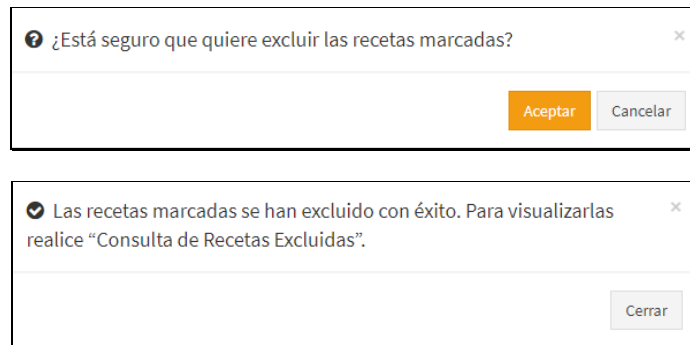 ¿Está seguro que quiere excluir las recetas marcadas?
Aceptar Cancelar
Las recetas marcadas se han excluido con éxito. Para visualizarlas
realice “Consulta de Recetas Excluidas”.
Cerrar